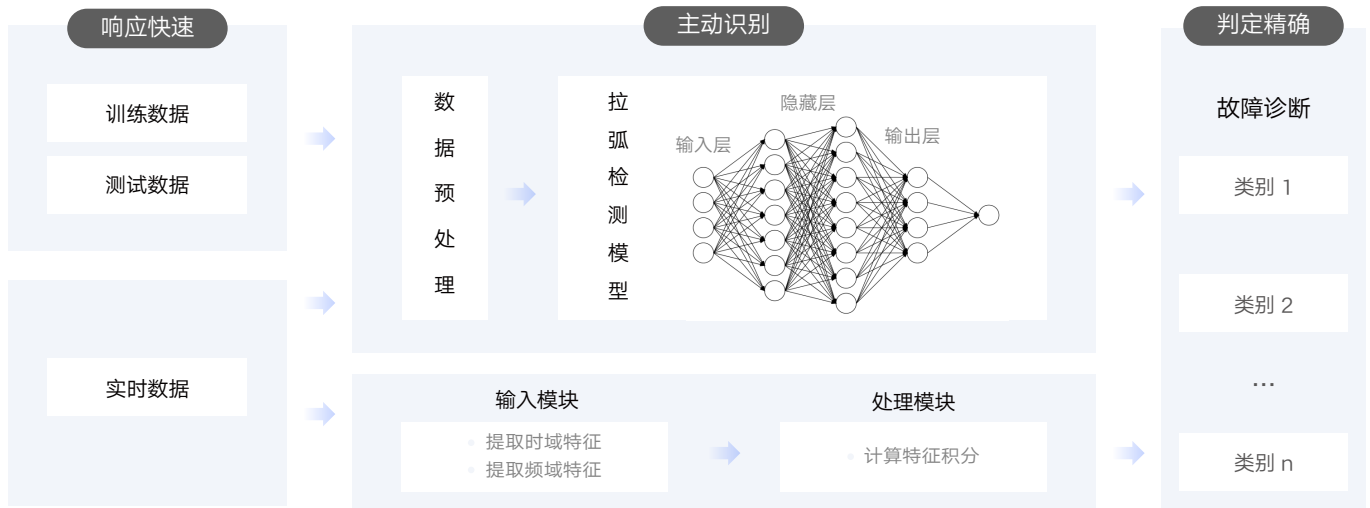 响应快速
训练数据
测试数据
实时数据
主动识别
数据预处理
拉弧检测模型
输入层
隐藏层
输出层
输入模块
提取时域特征
提取频域特征
处理模块
计算特征积分
判定精确
故障诊断
类别 1
类别 2
...
类别 n